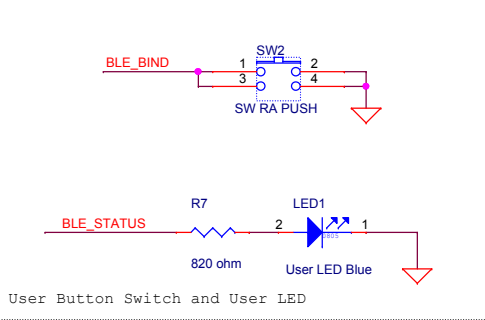 SW2
BLE_BIND
1
2
3
4
SW RA PUSH
R7
LED1
BLE_STATUS
2
1
0805
820 ohm
User LED Blue
User Button Switch and User LED